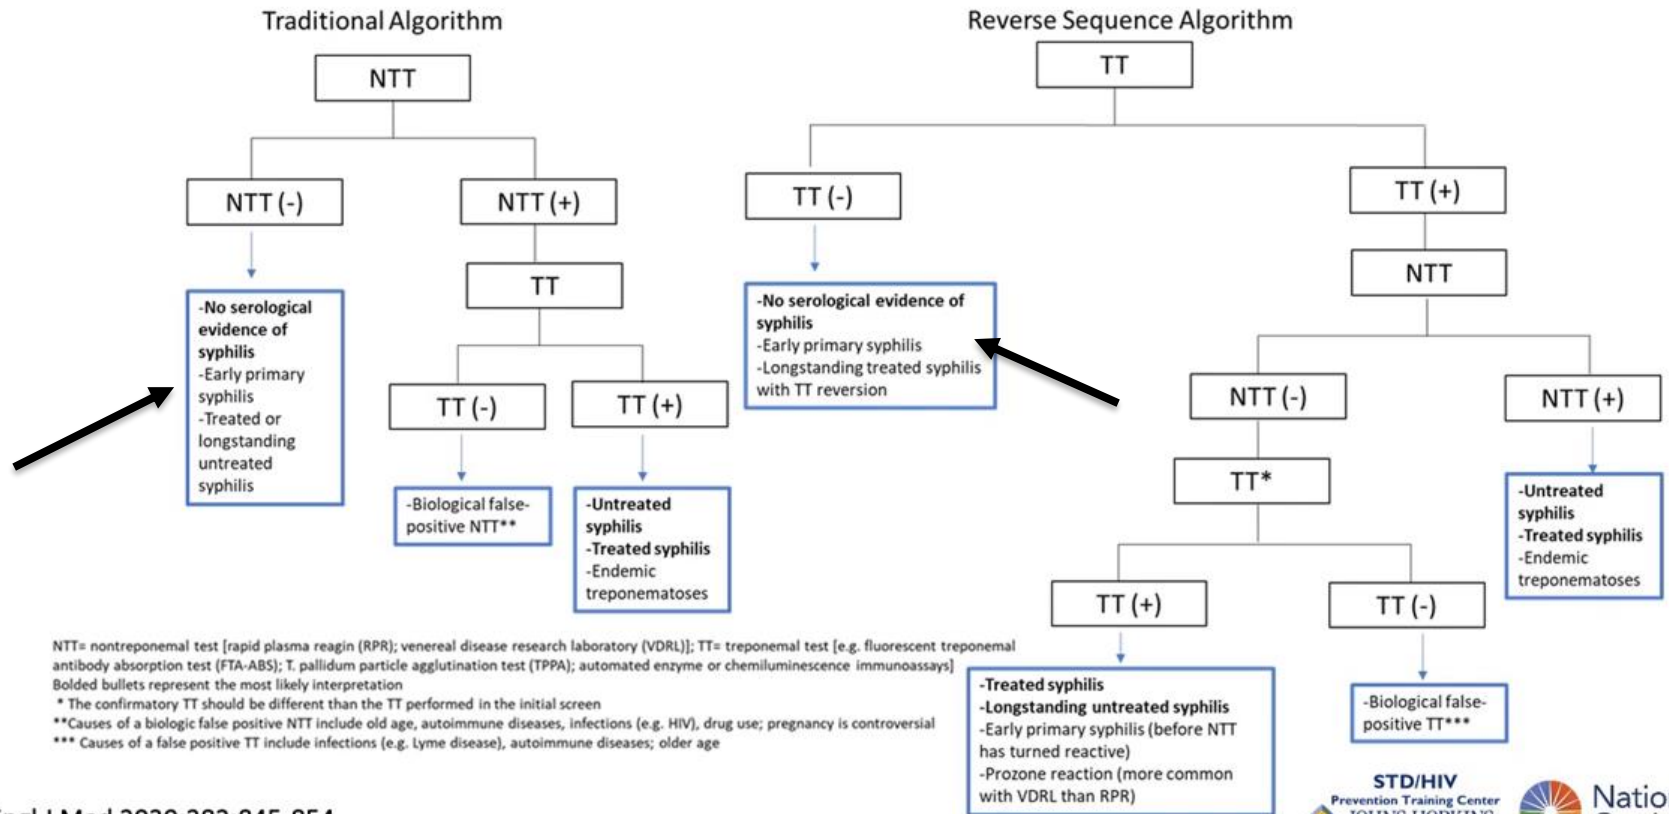 Traditional Algorithm
NTT
NTT (-)
NTT (+)
-No serological
evidence of
syphilis
-Early primary
syphilis
-Treated or
longstanding
untreated
syphilis
TT
TT (-)
TT (+)
-Biological false-
positive NTT**
-Untreated
syphilis
-Treated syphilis
-Endemic
treponematoses
Reverse Sequence Algorithm
TT
TT (-)
TT (+)
-No serological evidence of
syphilis
-Early primary syphilis
-Longstanding treated syphilis
with TT reversion
NTT
NTT (-)
NTT (+)
TT*
-Untreated
syphilis
-Treated syphilis
-Endemic
treponematoses
TT (+)
TT (-)
-Treated syphilis
-Longstanding untreated syphilis
-Early primary syphilis (before NTT
has turned reactive)
-Prozone reaction (more common
with VDRL than RPR)
-Biological false-
positive TT***
NTT= nontreponemal test [rapid plasma reagin (RPR); venereal disease research laboratory (VDRL)]; TT= treponemal test [e.g. fluorescent treponemal
antibody absorption test (FTA-ABS); T. pallidum particle agglutination test (TPPA); automated enzyme or chemiluminescence immunoassays]
Bolded bullets represent the most likely interpretation
* The confirmatory TT should be different than the TT performed in the initial screen
**Causes of a biologic false positive NTT include old age, autoimmune diseases, infections (e.g. HIV), drug use; pregnancy is controversial
*** Causes of a false positive TT include infections (e.g. Lyme disease), autoimmune diseases; older age
STD/HIV
Prevention Training Center
Natio